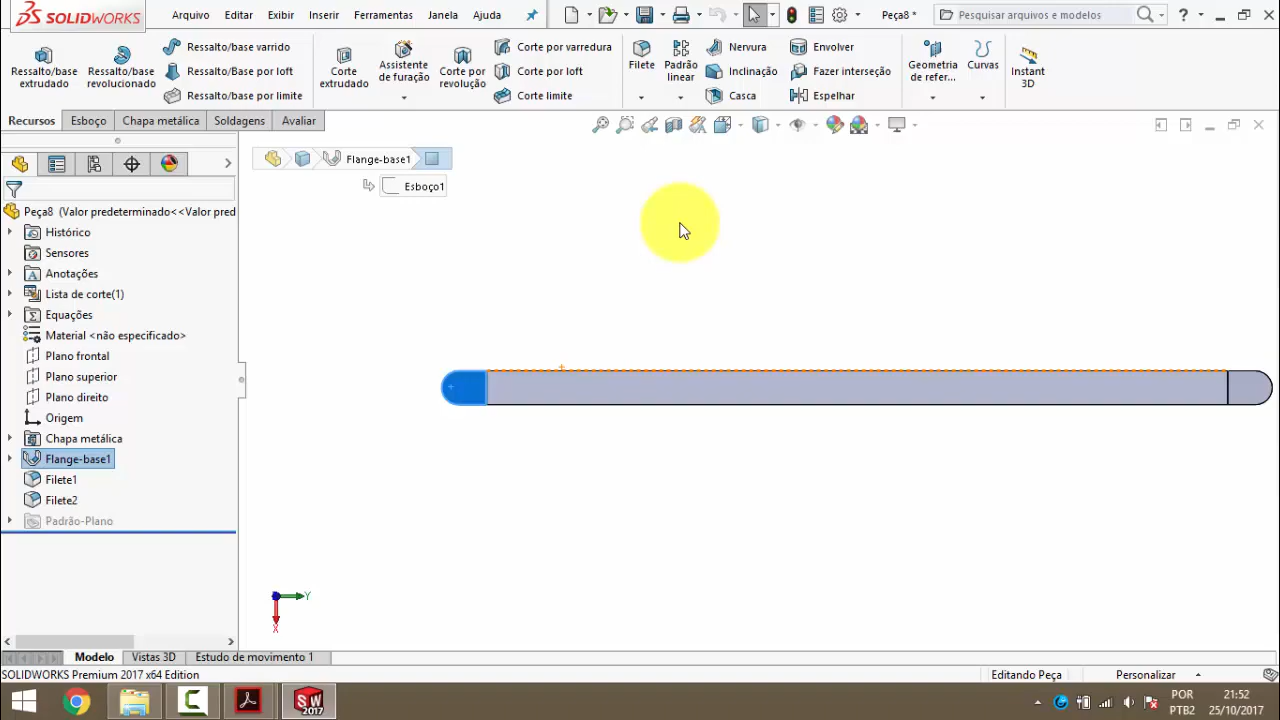 SOLIDWORKS Arquivo Editar Exibir Inserir Ferramentas Janela Ajuda Peça8 * Pesquisar arquivos e modelos ?
Ressalto/base extrudado
Ressalto/base revolucionado
Ressalto/base varrido
Ressalto/base por loft
Ressalto/base por limite
Corte extrudado
Assistente de furação
Corte por revolução
Corte por varredura
Corte por loft
Corte limite
Filete
Padrão linear
Nervura
Inclinação
Casca
Envolver
Fazer interseção
Espelhar
Geometria de refer...
Curvas
Instant 3D
Recursos Esboço Chapa metálica Soldagens Avaliar
Flange-base1
Esboço1
Peça8 (Valor predeterminado<<Valor pred
Histórico
Sensores
Anotações
Lista de corte(1)
Equações
Material <não especificado>
Plano frontal
Plano superior
Plano direito
Origem
Chapa metálica
Flange-base1
Filete1
Filete2
Padrão-Plano
Y
X
Modelo Vistas 3D Estudo de movimento 1
SOLIDWORKS Premium 2017 x64 Edition Editando Peça Personalizar
SW 2017
POR
PTB2
21:52
25/10/2017